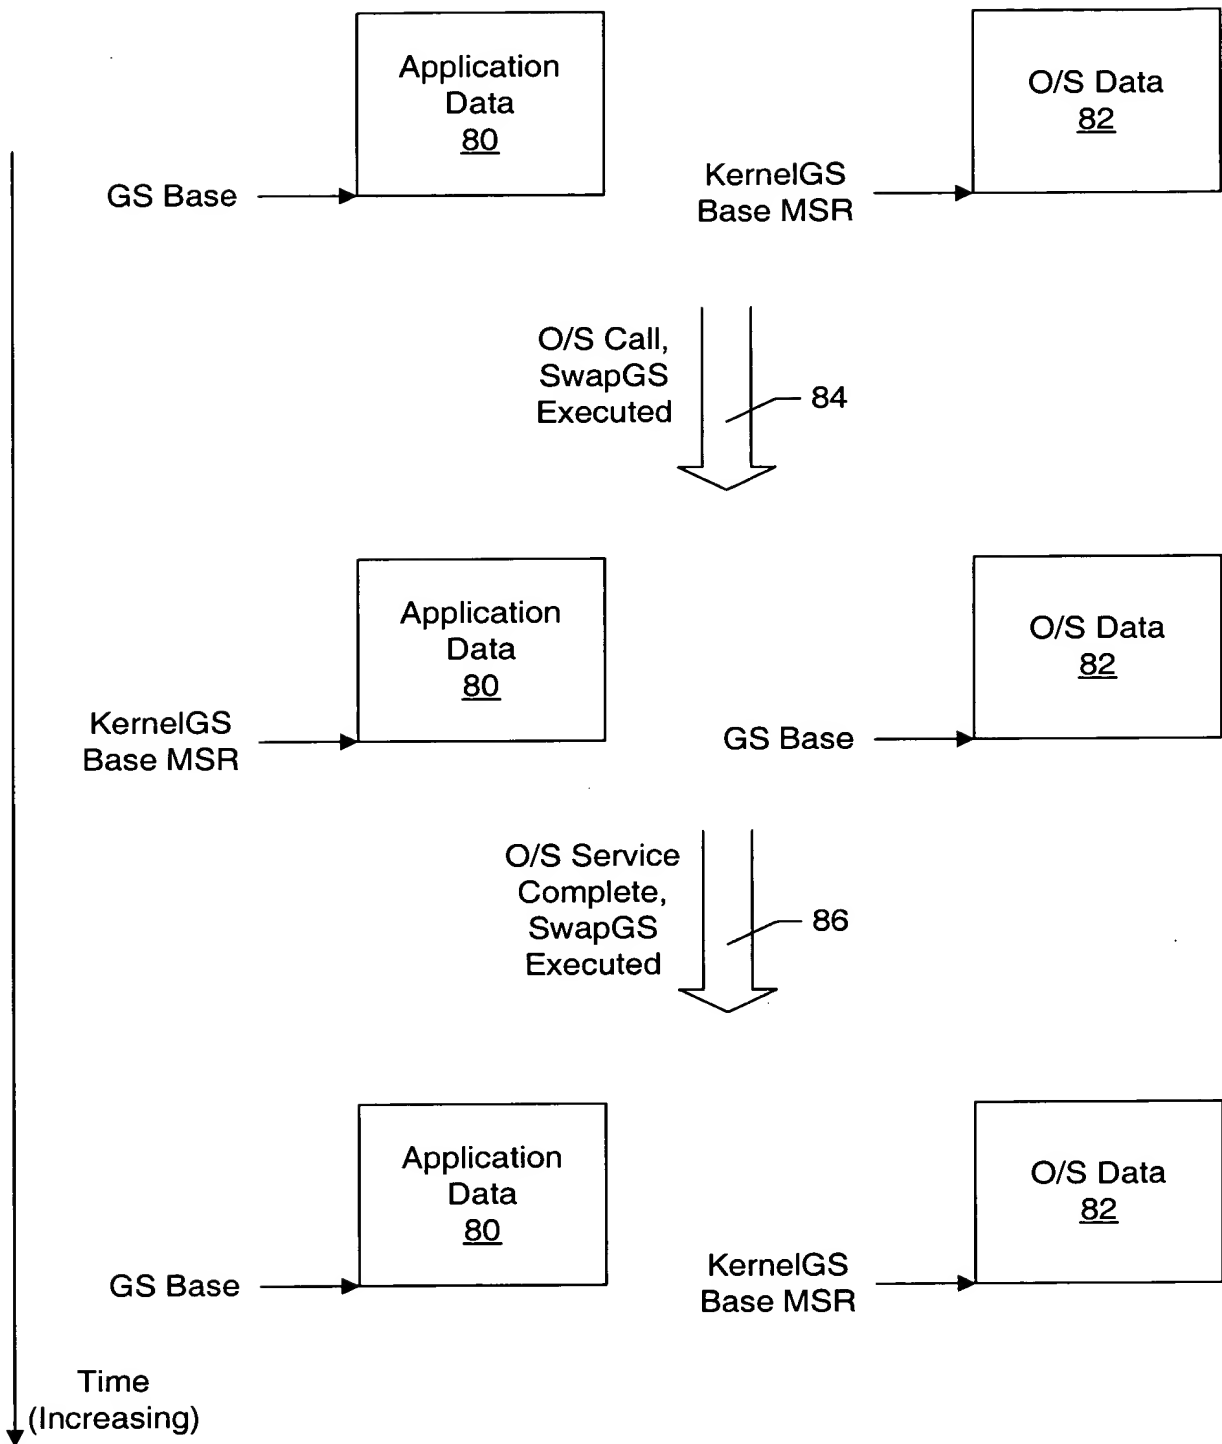 Application
Data
80
O/S Data
82
GS Base
KernelGS
Base MSR
O/S Call,
SwapGS
Executed
84
Application
Data
80
O/S Data
82
KernelGS
Base MSR
GS Base
O/S Service
Complete,
SwapGS
Executed
86
Application
Data
80
O/S Data
82
GS Base
KernelGS
Base MSR
Time
(Increasing)